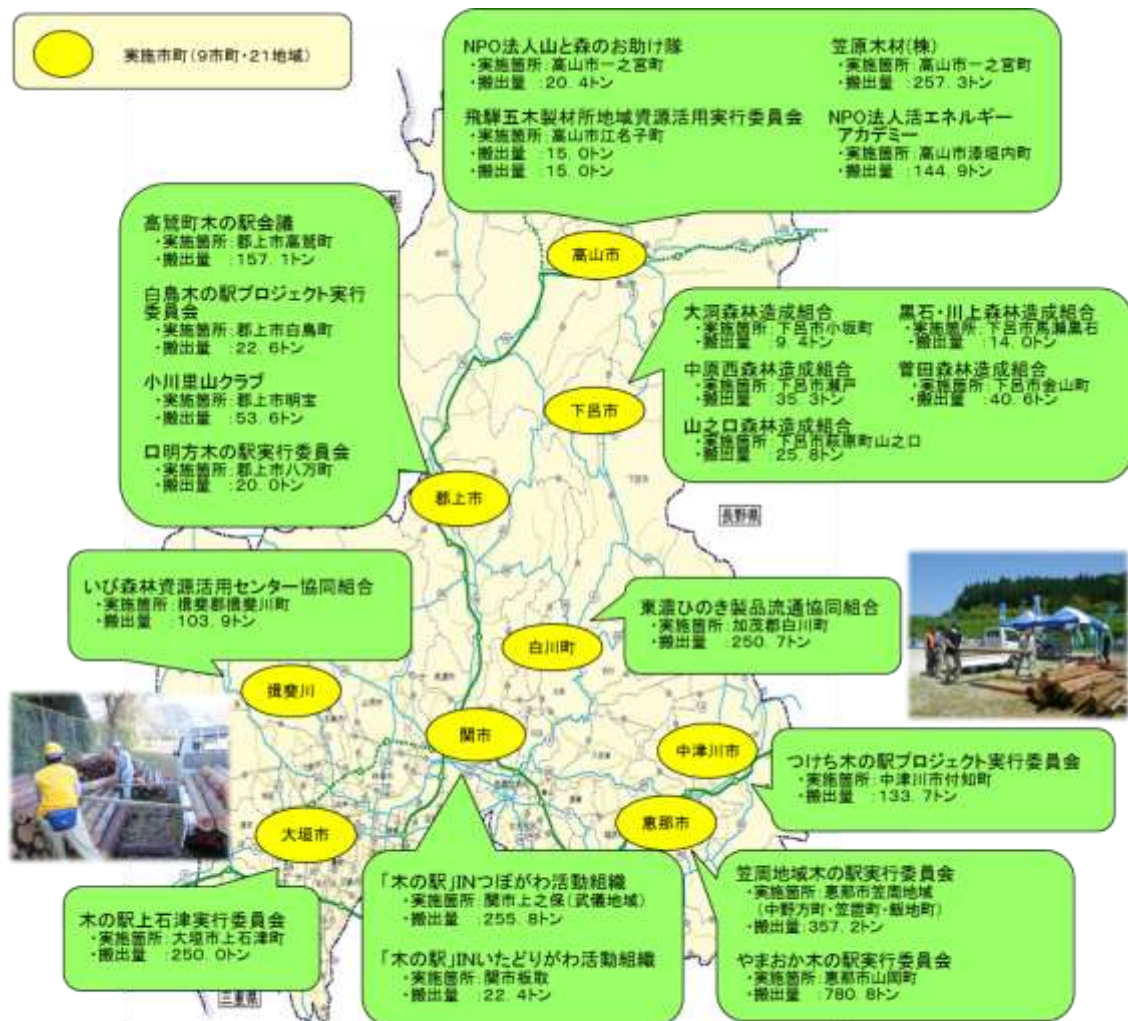 実施市町(9市町・21地域)
NPO法人山と森のお助け隊
・実施箇所:高山市一之宮町
・搬出量 :20.4トン
飛騨五木製材所地域資源活用実行委員会
・実施箇所:高山市江名子町
・搬出量 :15.0トン
・搬出量 :15.0トン
笠原木材(株)
・実施箇所:高山市一之宮町
・搬出量 :257.3トン
NPO法人活エネルギー
アカデミー
・実施箇所:高山市漆垣内町
・搬出量 :144.9トン
高鷲町木の駅会議
・実施箇所:郡上市高鷲町
・搬出量 :157.1トン
白鳥木の駅プロジェクト実行
委員会
・実施箇所:郡上市白鳥町
・搬出量 :22.6トン
小川里山クラブ
・実施箇所:郡上市明宝
・搬出量 :53.6トン
口明方木の駅実行委員会
・実施箇所:郡上市八万町
・搬出量 :20.0トン
高山市
大洞森林造成組合
・実施箇所:下呂市小坂町
・搬出量 9.4トン
黒石・川上森林造成組合
・実施箇所:下呂市馬瀬黒石
・搬出量 :14.0トン
中原西森林造成組合
・実施箇所 下呂市瀬戸
・搬出量 35.3トン
菅田森林造成組合
・実施箇所:下呂市金山町
・搬出量 :40.6トン
山之口森林造成組合
・実施箇所 下呂市萩原町山之口
・搬出量 25.8トン
下呂市
郡上市
長野県
いび森林資源活用センター協同組合
・実施箇所:揖斐郡揖斐川町
・搬出量 :103.9トン
東濃ひのき製品流通協同組合
・実施箇所:加茂郡白川町
・搬出量 :250.7トン
白川町
揖斐川
関市
中津川市
つけち木の駅プロジェクト実行委員会
・実施箇所:中津川市付知町
・搬出量 :133.7トン
大垣市
恵那市
木の駅上石津実行委員会
・実施箇所:大垣市上石津町
・搬出量 :250.0トン
「木の駅」INつぼがわ活動組織
・実施箇所:関市上之保(武儀地域)
・搬出量 :255.8トン
「木の駅」INいたどりがわ活動組織
・実施箇所:関市板取
・搬出量 :22.4トン
笠周地域木の駅実行委員会
・実施箇所:恵那市笠周地域
(中野方町・笠置町・飯地町)
・搬出量:357.2トン
やまおか木の駅実行委員会
・実施箇所:恵那市山岡町
・搬出量 :780.8トン
三重県